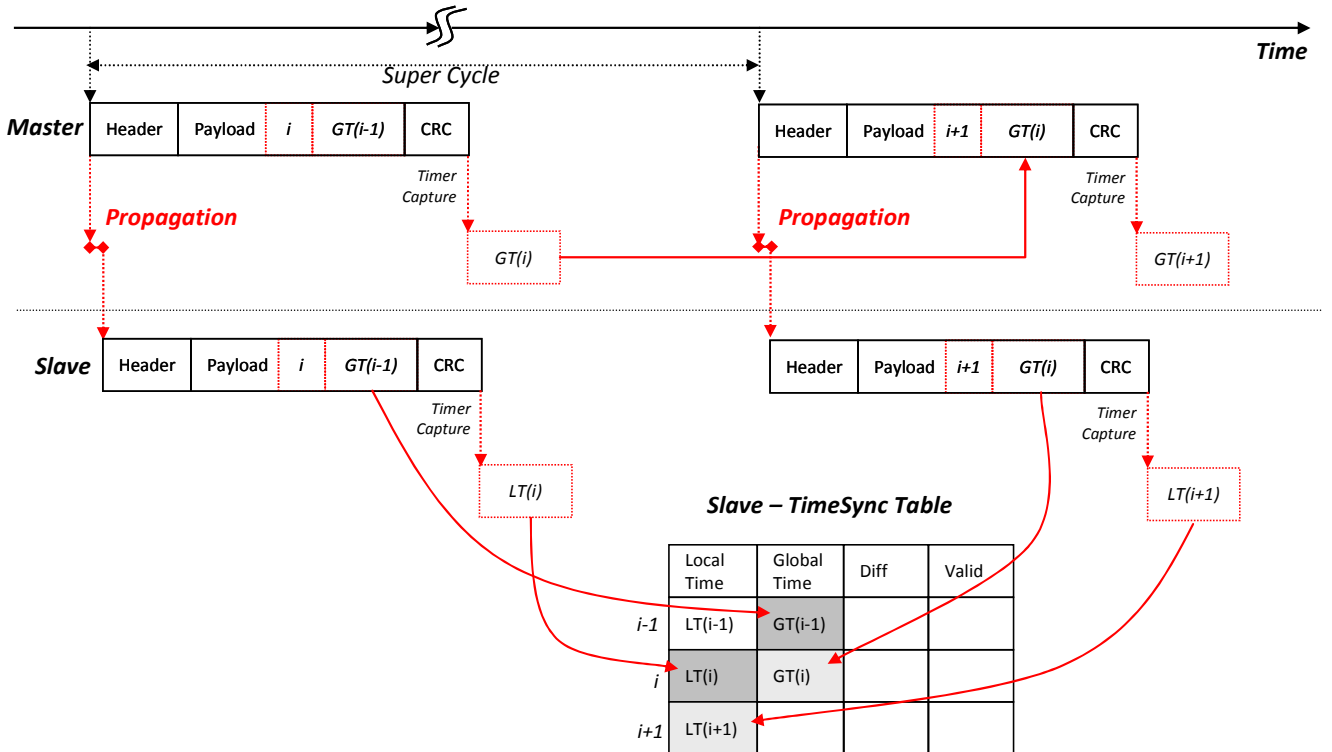 Time
Super Cycle
Master Header Payload i GT(i-1) CRC Header Payload i+1 GT(i) CRC
Timer
Capture
Timer
Capture
Propagation Propagation
GT(i) GT(i+1)
Slave Header Payload i GT(i-1) CRC Header Payload i+1 GT(i) CRC
Timer
Capture
Timer
Capture
LT(i) LT(i+1)
Slave – TimeSync Table
Local
Time
Global
Time
Diff Valid
i-1 LT(i-1) GT(i-1)
i LT(i) GT(i)
i+1 LT(i+1)